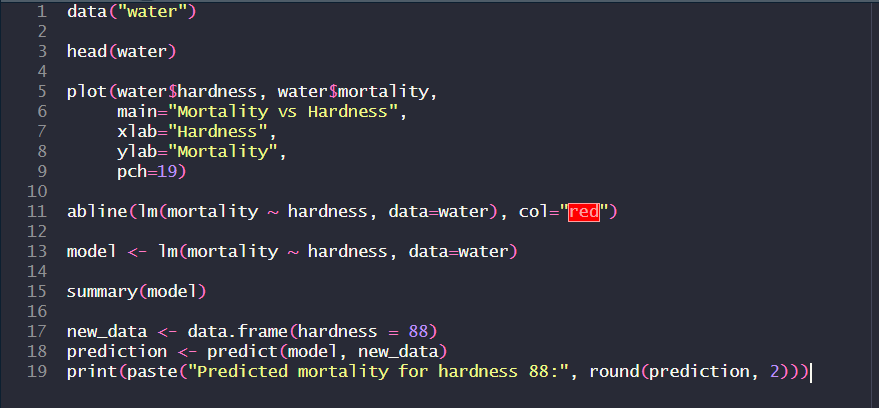 1 data("water")
2
3 head(water)
4
5 plot(water$hardness, water$mortality,
6      main="Mortality vs Hardness",
7      xlab="Hardness",
8      ylab="Mortality",
9      pch=19)
10
11 abline(lm(mortality ~ hardness, data=water), col="red")
12
13 model <- lm(mortality ~ hardness, data=water)
14
15 summary(model)
16
17 new_data <- data.frame(hardness = 88)
18 prediction <- predict(model, new_data)
19 print(paste("Predicted mortality for hardness 88:", round(prediction, 2)))